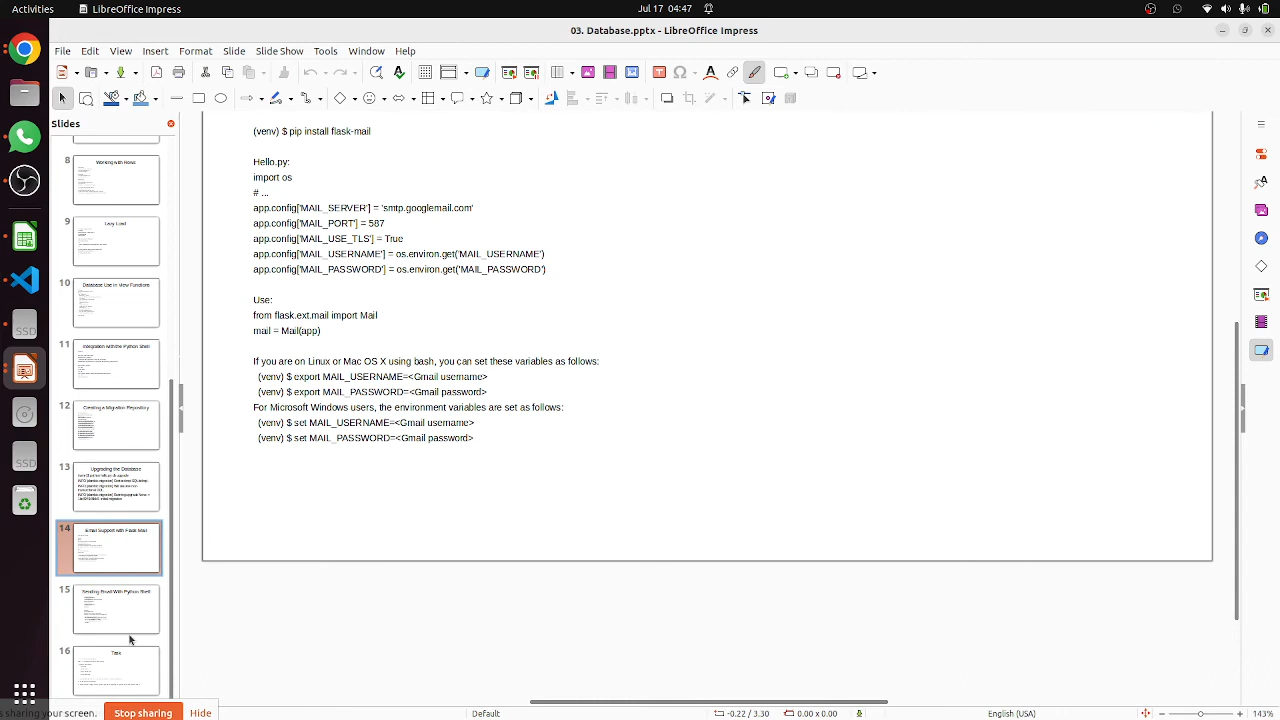 Activities
LibreOffice Impress
Jul 17 04:47
03. Database.pptx - LibreOffice Impress
File Edit View Insert Format Slide Slide Show Tools Window Help
Slides
8
Working with Rows
9
Lazy Load
10
Database Use in View Functions
11
Integration with the Python Shell
12
Creating a Migration Repository
13
Upgrading the Database
14
Email Support with Flask-Mail
15
Sending Email With Python Shell
16
Task
(venv) $ pip install flask-mail
Hello.py:
import os
# ...
app.config['MAIL_SERVER'] = 'smtp.googlemail.com'
app.config['MAIL_PORT'] = 587
app.config['MAIL_USE_TLS'] = True
app.config['MAIL_USERNAME'] = os.environ.get('MAIL_USERNAME')
app.config['MAIL_PASSWORD'] = os.environ.get('MAIL_PASSWORD')
Use:
from flask.ext.mail import Mail
mail = Mail(app)
If you are on Linux or Mac OS X using bash, you can set these variables as follows:
(venv) $ export MAIL_USERNAME=<Gmail username>
(venv) $ export MAIL_PASSWORD=<Gmail password>
For Microsoft Windows users, the environment variables are set as follows:
(venv) $ set MAIL_USERNAME=<Gmail username>
(venv) $ set MAIL_PASSWORD=<Gmail password>
s sharing your screen.
Stop sharing
Hide
Default
-0.22 / 3.30
0.00 x 0.00
English (USA)
143%